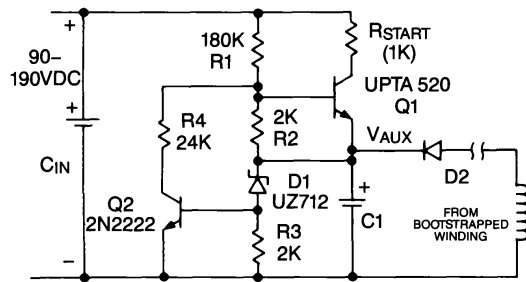 +
90–
190VDC
+
CIN
–
180K
R1
RSTART
(1K)
UPTA 520
Q1
R4
24K
2K
R2
VAUX
D2
Q2
2N2222
D1
UZ712
+
C1
R3
2K
FROM
BOOTSTRAPPED
WINDING